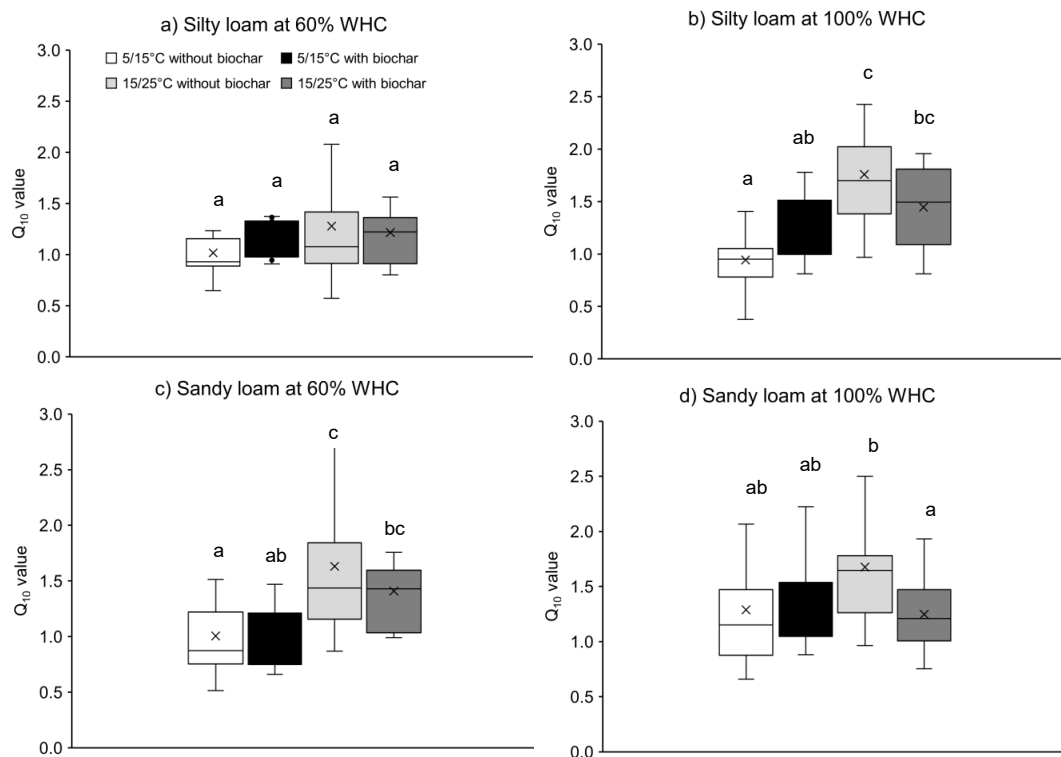 a) Silty loam at 60% WHC
3.0
2.5
2.0
1.5
1.0
0.5
0.0
Q10 value
5/15°C without biochar 5/15°C with biochar
15/25°C without biochar 15/25°C with biochar
a
a
a
a
b) Silty loam at 100% WHC
3.0
2.5
2.0
1.5
1.0
0.5
0.0
a
ab
c
bc
c) Sandy loam at 60% WHC
3.0
2.5
2.0
1.5
1.0
0.5
0.0
Q10 value
a
ab
c
bc
d) Sandy loam at 100% WHC
3.0
2.5
2.0
1.5
1.0
0.5
0.0
ab
ab
b
a